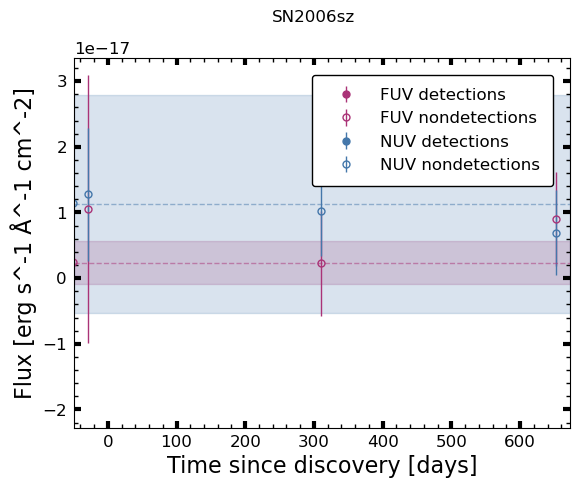 SN2006sz
1e−17
FUV detections
FUV nondetections
NUV detections
NUV nondetections
3
2
1
0
−1
−2
Flux [erg s^-1 Å^-1 cm^-2]
0 100 200 300 400 500 600
Time since discovery [days]